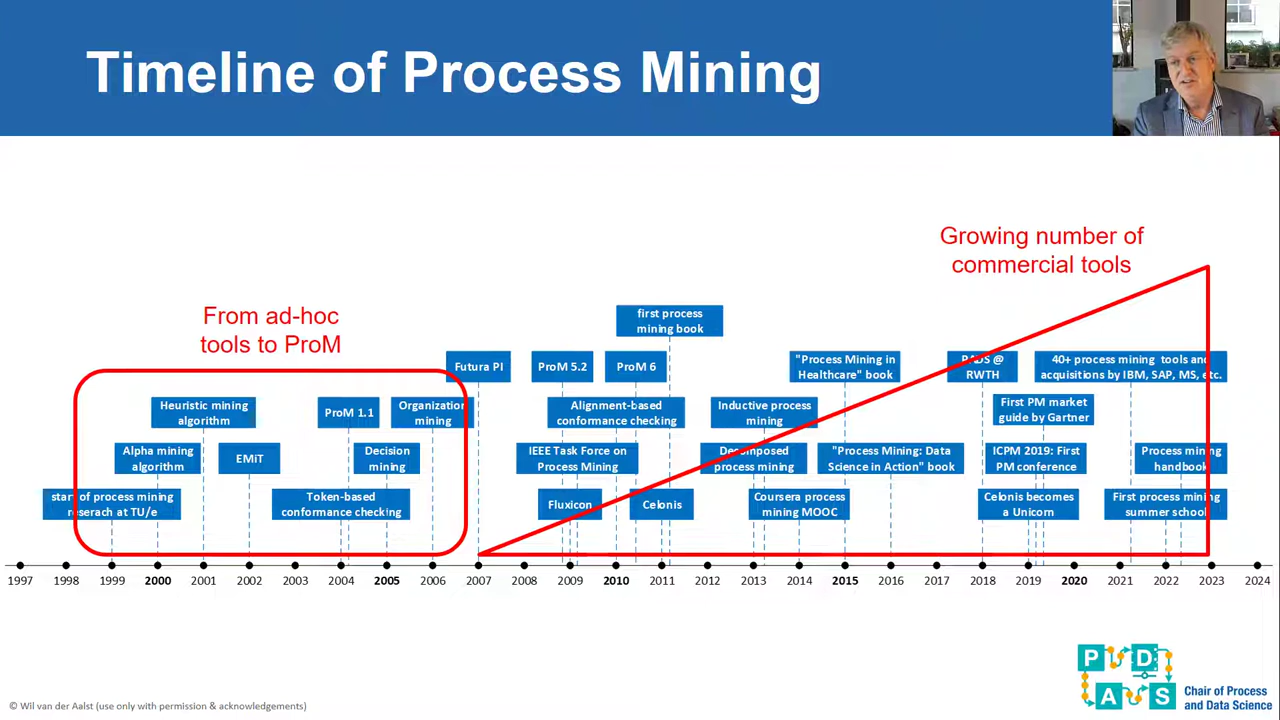 Timeline of Process Mining
Growing number of
commercial tools
From ad-hoc
tools to ProM
first process
mining book
Futura PI
ProM 5.2
ProM 6
"Process Mining in
Healthcare" book
PADS @
RWTH
40+ process mining tools and
acquisitions by IBM, SAP, MS, etc.
Heuristic mining
algorithm
ProM 1.1
Organization
mining
Alignment-based
conformance checking
Inductive process
mining
First PM market
guide by Gartner
Alpha mining
algorithm
EMiT
Decision
mining
IEEE Task Force on
Process Mining
Decomposed
process mining
"Process Mining: Data
Science in Action" book
ICPM 2019: First
PM conference
Process mining
handbook
start of process mining
reserach at TU/e
Token-based
conformance checking
Fluxicon
Celonis
Coursera process
mining MOOC
Celonis becomes
a Unicorn
First process mining
summer school
1997 1998 1999 2000 2001 2002 2003 2004 2005 2006 2007 2008 2009 2010 2011 2012 2013 2014 2015 2016 2017 2018 2019 2020 2021 2022 2023 2024
P D
A S
Chair of Process
and Data Science
© Wil van der Aalst (use only with permission & acknowledgements)